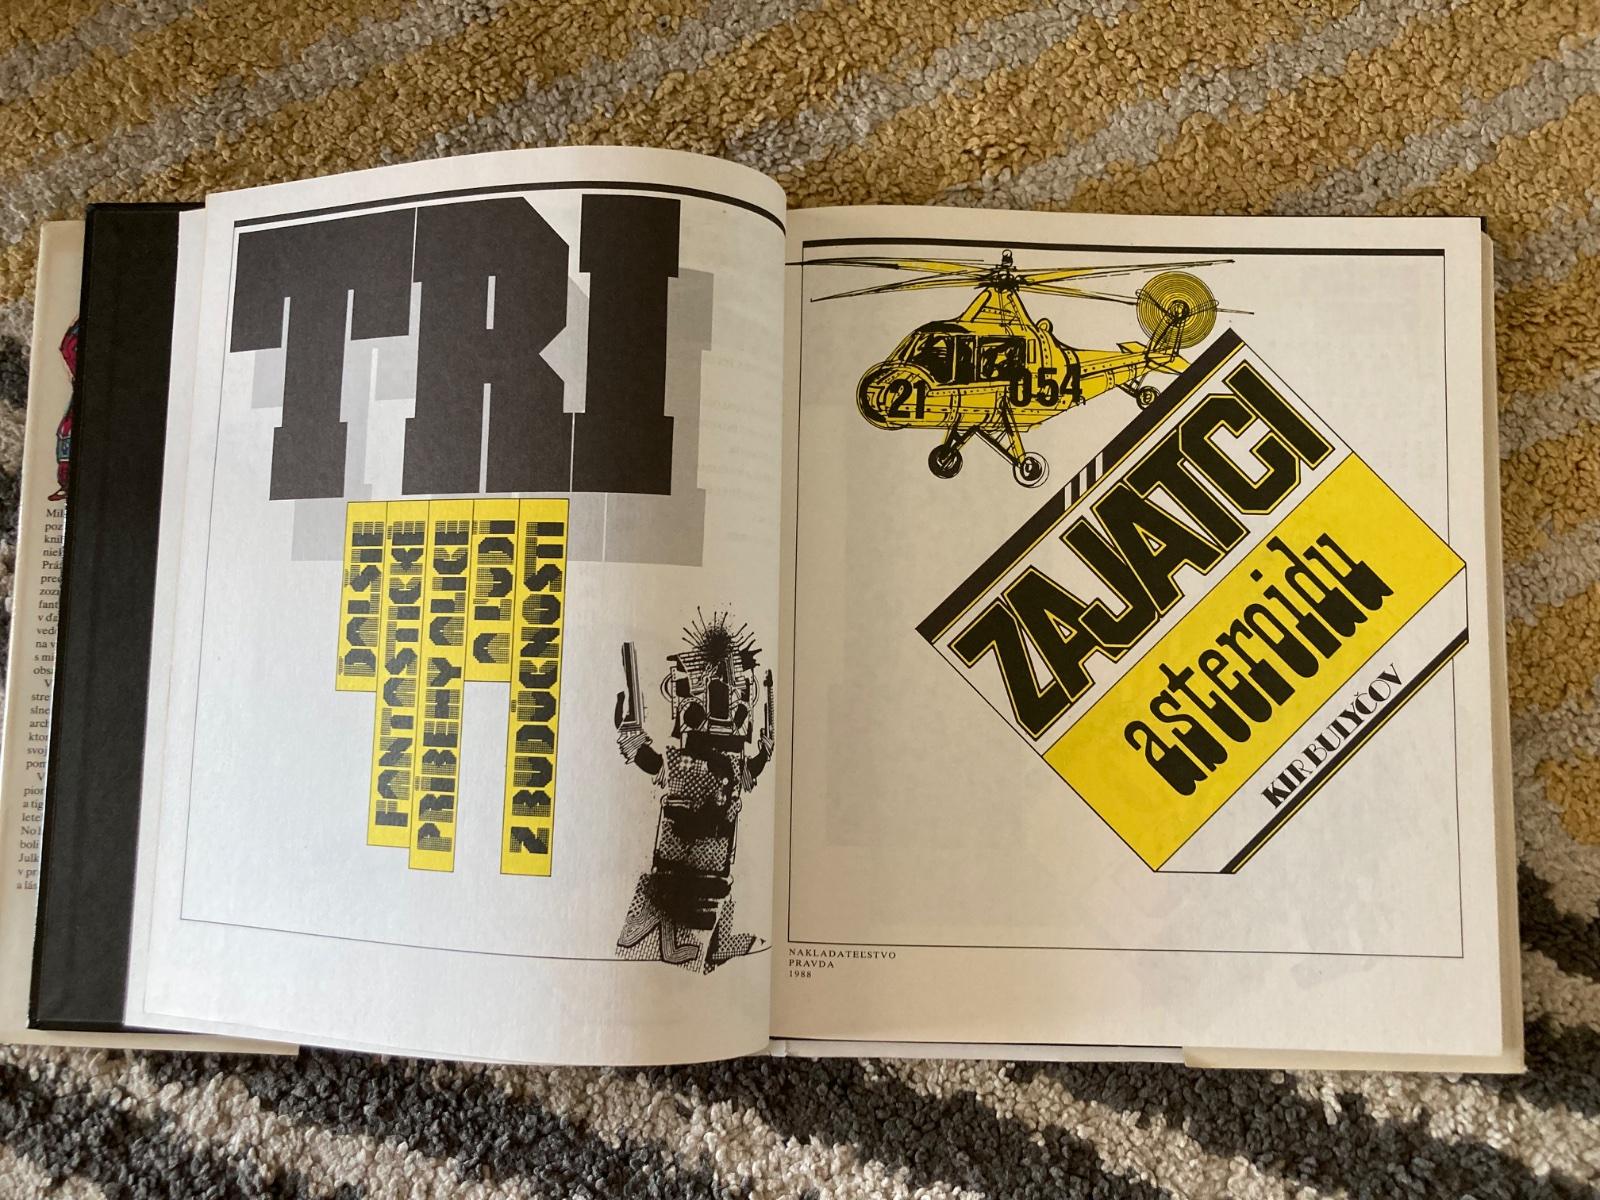 TRI
ĎALŠIE
FANTASTICKÉ
PRÍBEHY ALICE
A ĽUDÍ
Z BUDÚCNOSTI
21 054
ZAJATCI
asteroidu
KIR BULYČOV
NAKLADATEĽSTVO
PRAVDA
1988